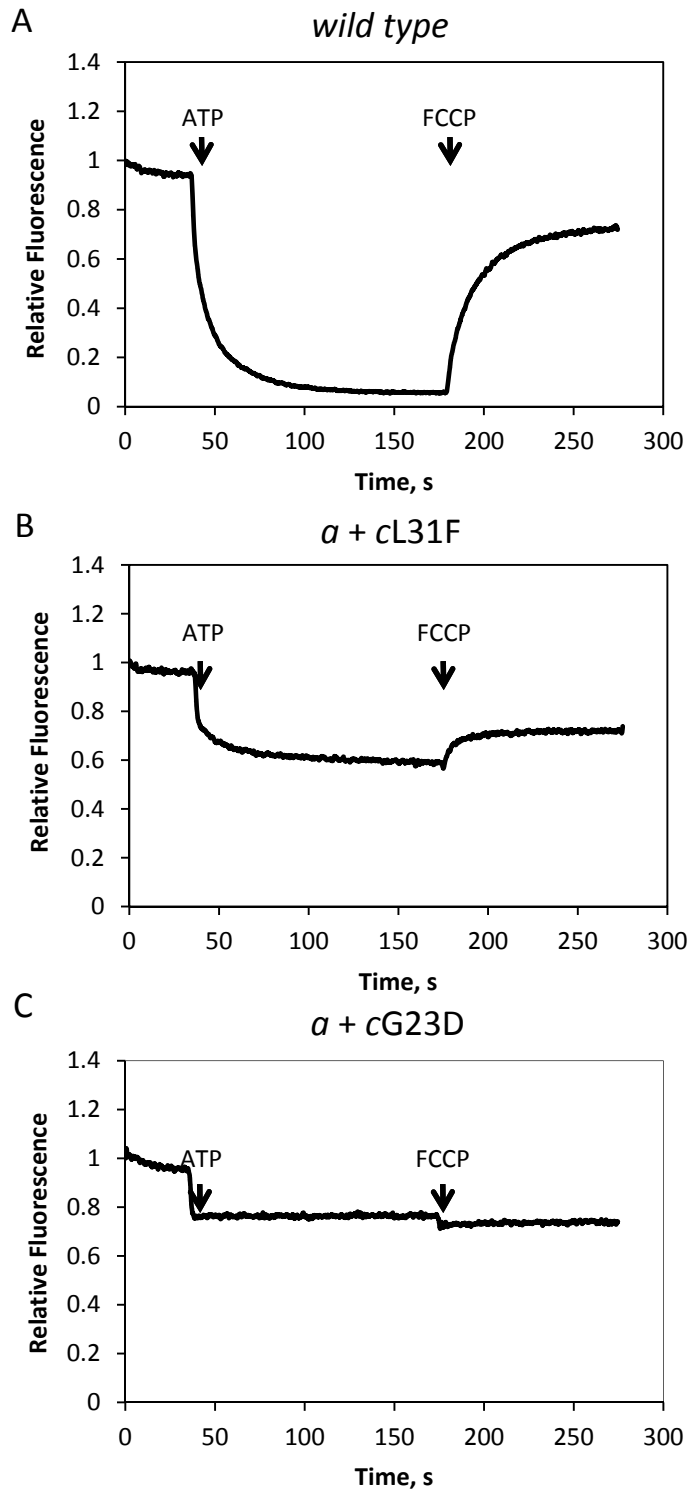 A
wild type
1.4
1.2
1
0.8
0.6
0.4
0.2
0
ATP
FCCP
Relative Fluorescence
0 50 100 150 200 250 300
Time, s
B
a + cL31F
1.4
1.2
1
0.8
0.6
0.4
0.2
0
ATP
FCCP
Relative Fluorescence
0 50 100 150 200 250 300
Time, s
C
a + cG23D
1.4
1.2
1
0.8
0.6
0.4
0.2
0
ATP
FCCP
Relative Fluorescence
0 50 100 150 200 250 300
Time, s